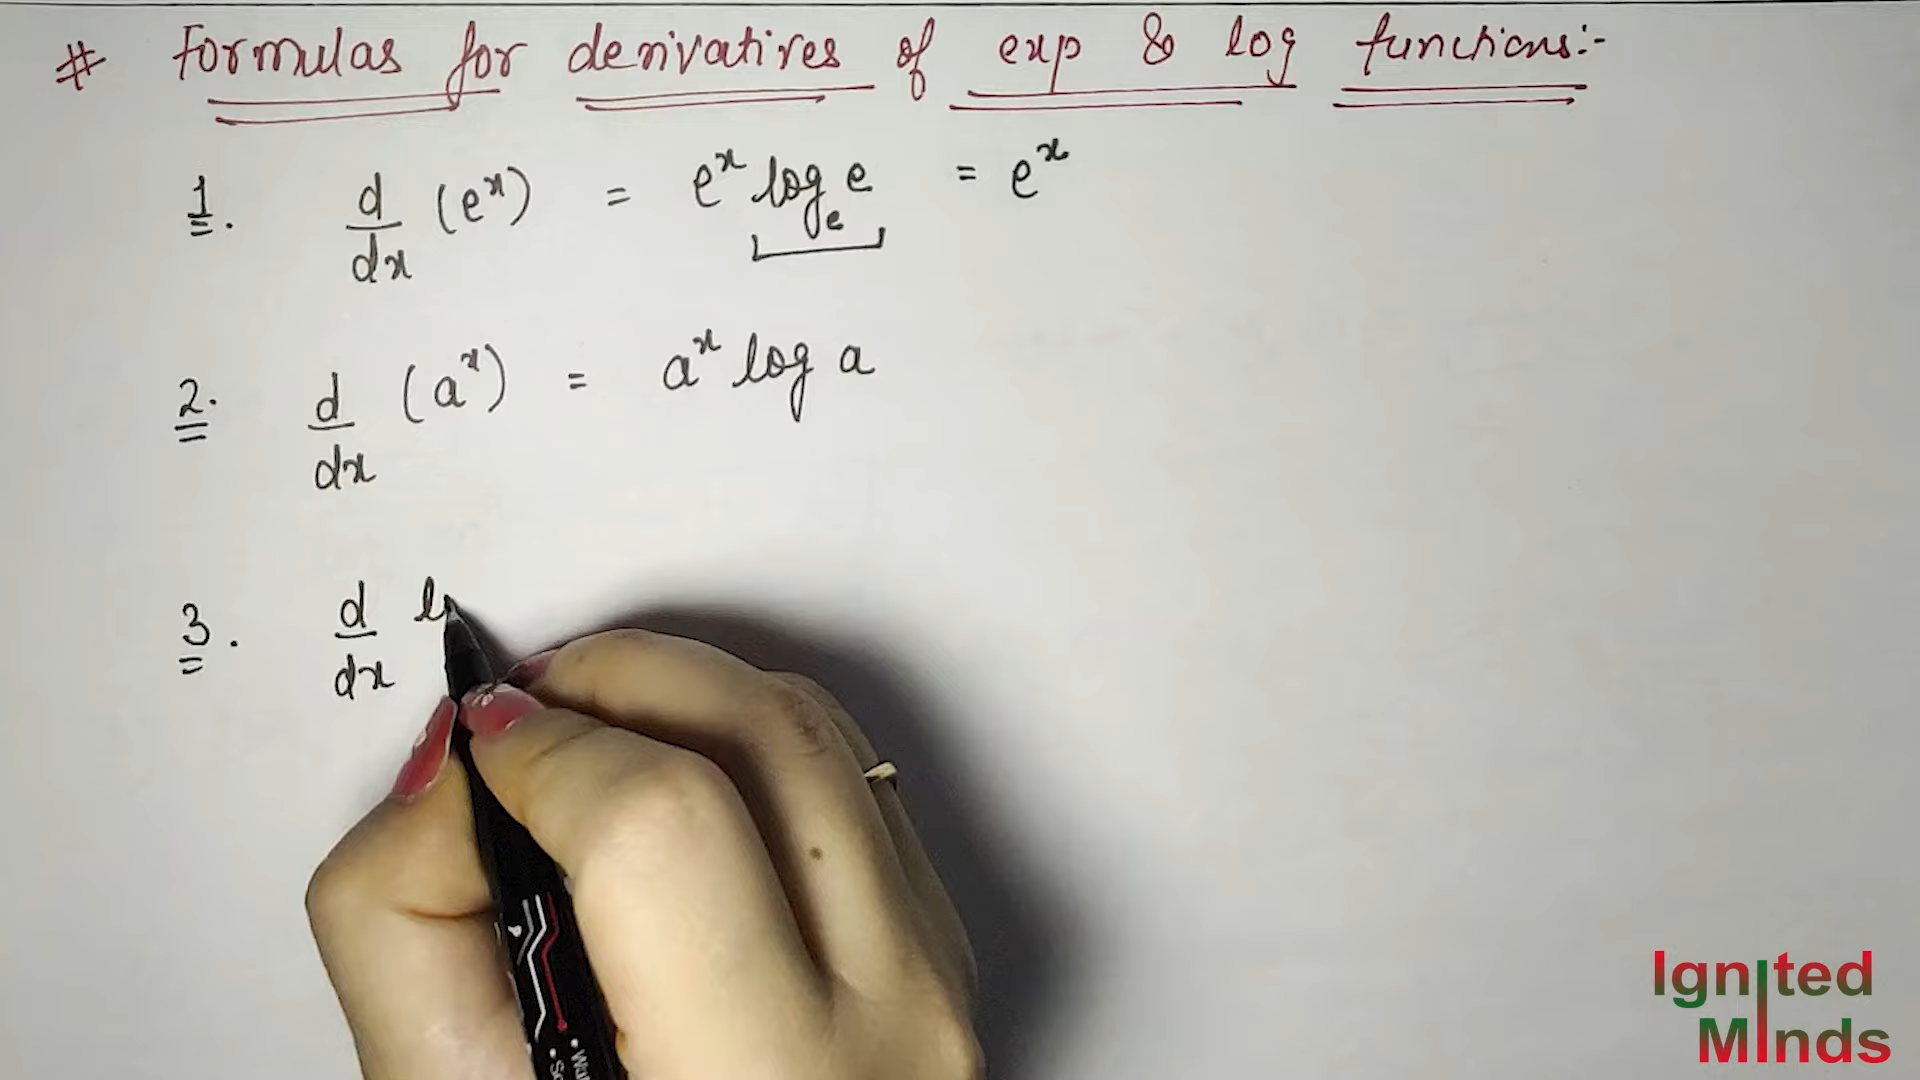 # Formulas for derivatives of exp & log functions:-
1. d/dx (e^x) = e^x log_e e = e^x
2. d/dx (a^x) = a^x log a
3. d/dx l
Ignited
Minds